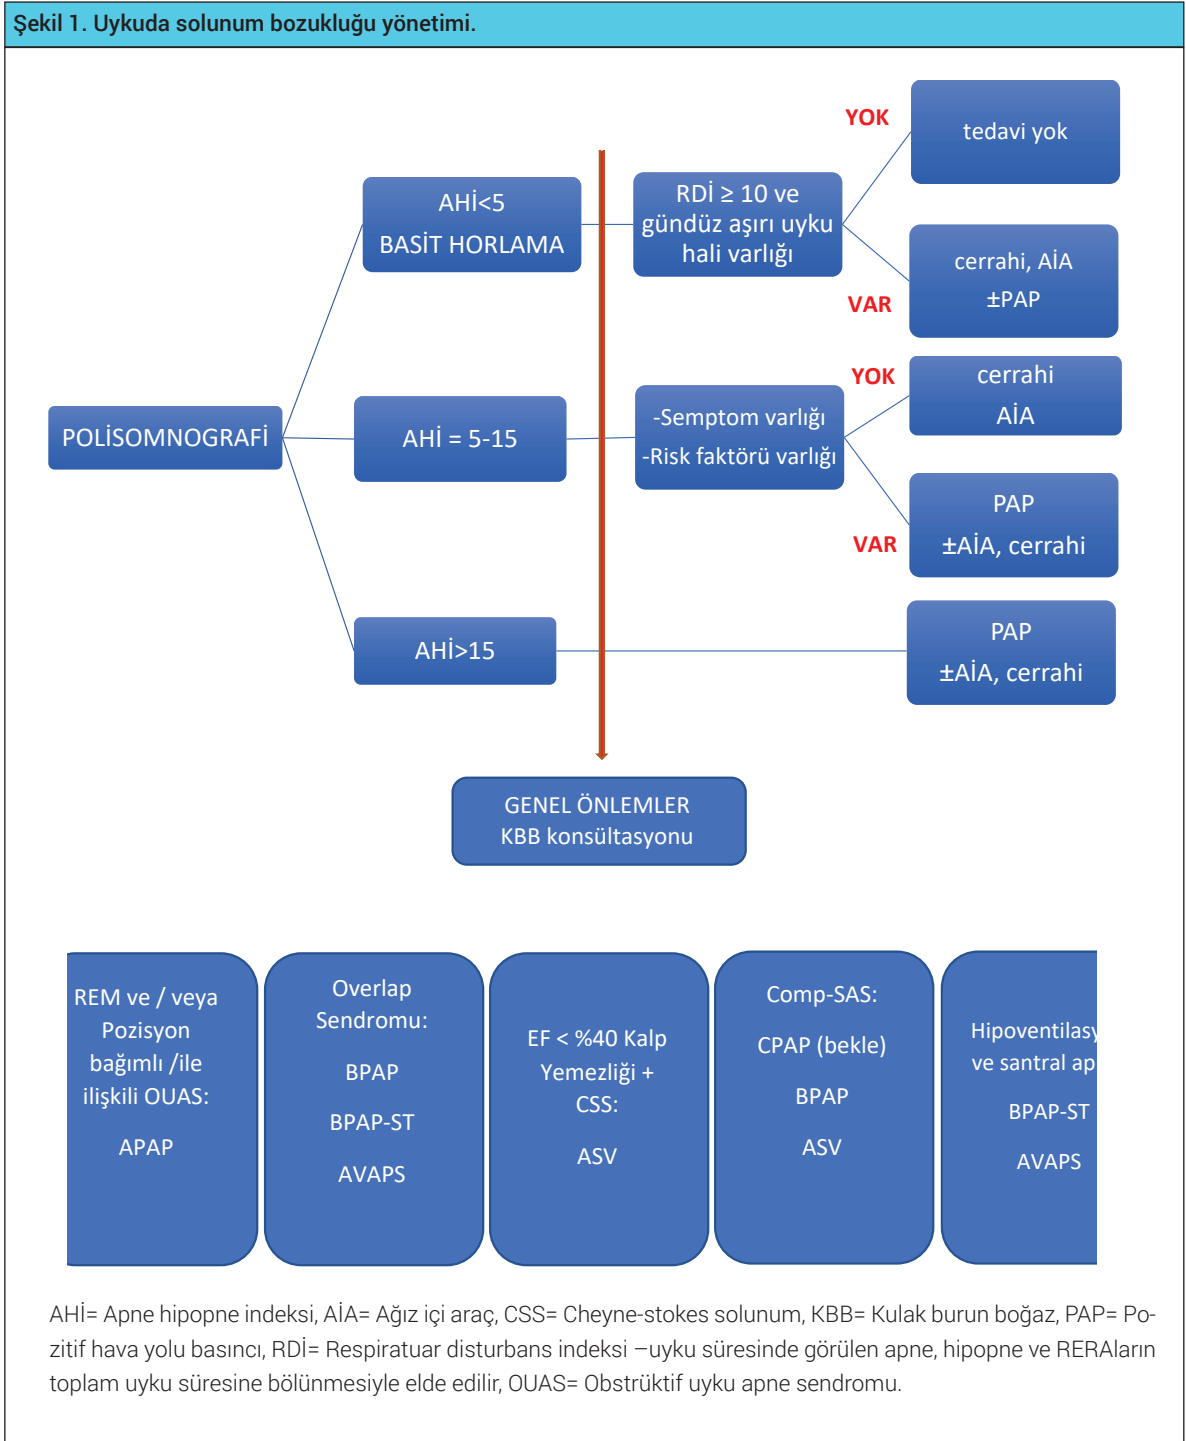 Şekil 1. Uykuda solunum bozukluğu yönetimi.
POLİSOMNOGRAFİ
AHİ<5
BASİT HORLAMA
RDİ ≥ 10 ve
gündüz aşırı uyku
hali varlığı
YOK
tedavi yok
VAR
cerrahi, AİA
±PAP
AHİ = 5-15
-Semptom varlığı
-Risk faktörü varlığı
YOK
cerrahi
AİA
VAR
PAP
±AİA, cerrahi
AHİ>15
PAP
±AİA, cerrahi
GENEL ÖNLEMLER
KBB konsültasyonu
REM ve / veya
Pozisyon
bağımlı /ile
ilişkili OUAS:
APAP
Overlap
Sendromu:
BPAP
BPAP-ST
AVAPS
EF < %40 Kalp
Yemezliği +
CSS:
ASV
Comp-SAS:
CPAP (bekle)
BPAP
ASV
Hipoventilasy
ve santral ap
BPAP-ST
AVAPS
AHİ= Apne hipopne indeksi, AİA= Ağız içi araç, CSS= Cheyne-stokes solunum, KBB= Kulak burun boğaz, PAP= Po-
zitif hava yolu basıncı, RDİ= Respiratuar disturbans indeksi –uyku süresinde görülen apne, hipopne ve RERAların
toplam uyku süresine bölünmesiyle elde edilir, OUAS= Obstrüktif uyku apne sendromu.